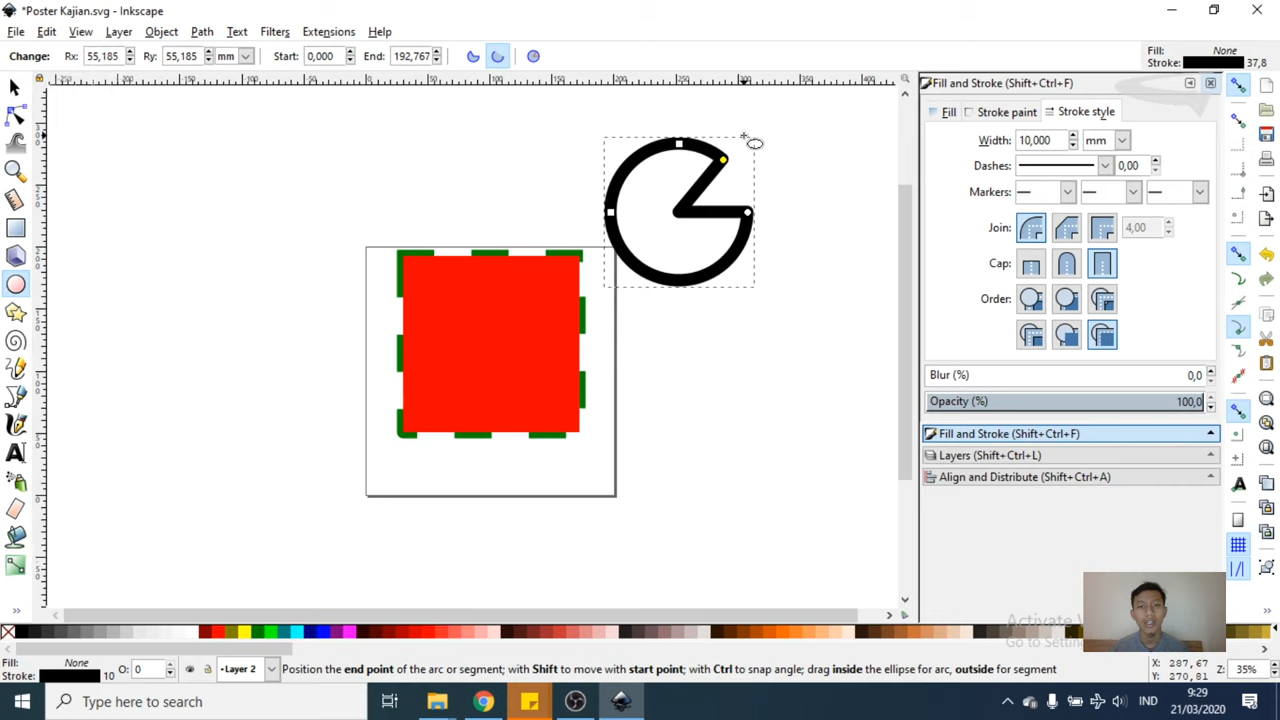 *Poster Kajian.svg - Inkscape
File Edit View Layer Object Path Text Filters Extensions Help
Change: Rx: 55,185 Ry: 55,185 mm Start: 0,000 End: 192,767
Fill: None
Stroke: 37,8
Fill and Stroke (Shift+Ctrl+F)
Fill Stroke paint Stroke style
Width: 10,000 mm
Dashes: 0,00
Markers:
Join: 4,00
Cap:
Order:
Blur (%) 0,0
Opacity (%) 100,0
Fill and Stroke (Shift+Ctrl+F)
Layers (Shift+Ctrl+L)
Align and Distribute (Shift+Ctrl+A)
Fill: None
Stroke: 10
O: 0
Layer 2
Position the end point of the arc or segment; with Shift to move with start point; with Ctrl to snap angle; drag inside the ellipse for arc, outside for segment
X: 287,67
Y: 270,81
Z: 35%
Type here to search
IND
9:29
21/03/2020